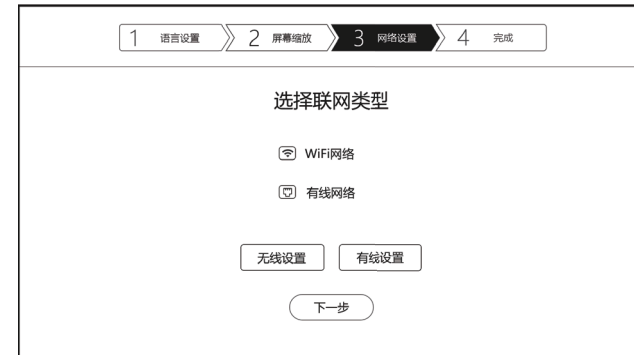 1 语言设置 2 屏幕缩放 3 网络设置 4 完成
选择联网类型
WiFi网络
有线网络
无线设置 有线设置
下一步